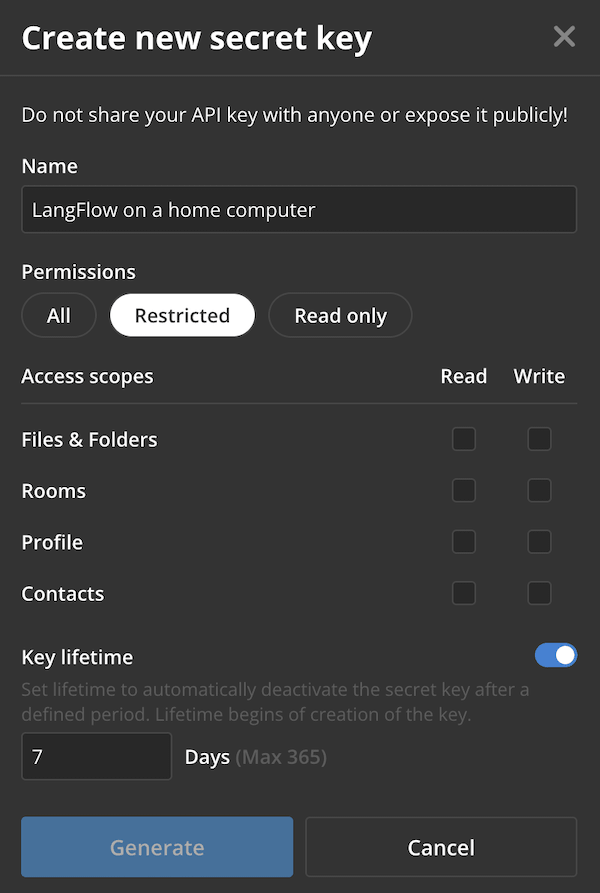 Create new secret key
Do not share your API key with anyone or expose it publicly!
Name
LangFlow on a home computer
Permissions
All Restricted Read only
Access scopes Read Write
Files & Folders
Rooms
Profile
Contacts
Key lifetime
Set lifetime to automatically deactivate the secret key after a
defined period. Lifetime begins of creation of the key.
7 Days (Max 365)
Generate Cancel